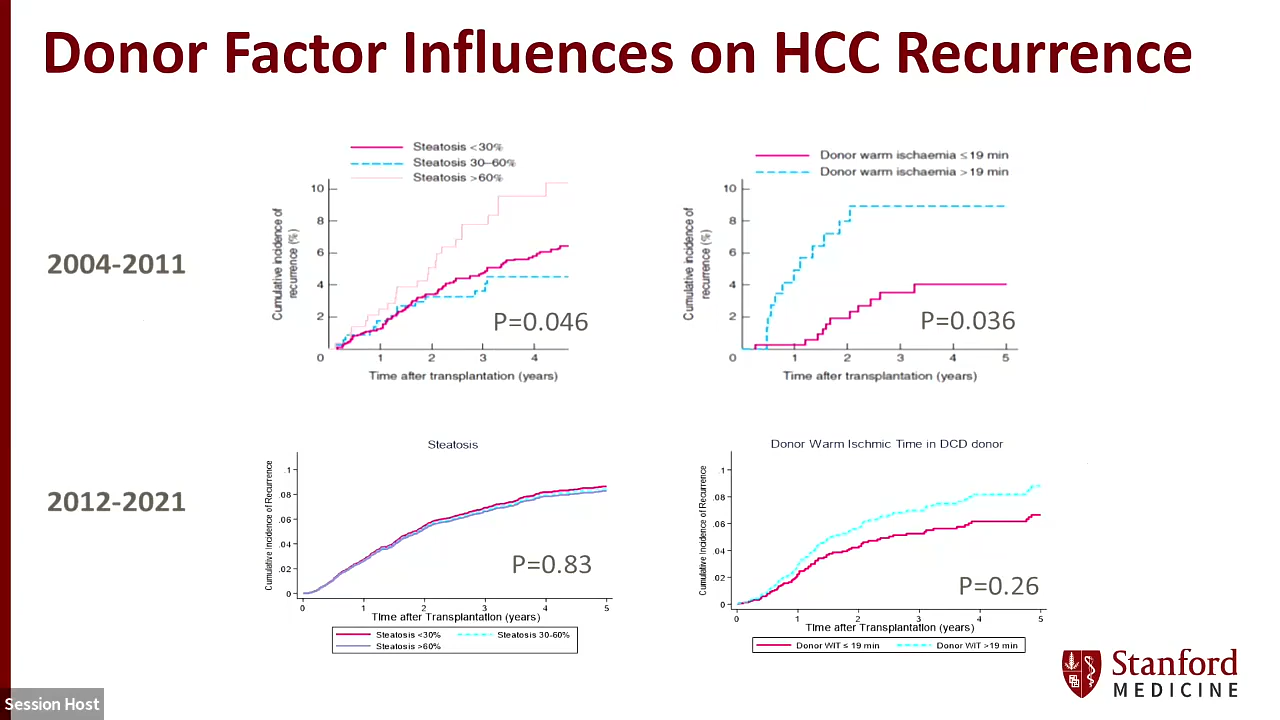 Donor Factor Influences on HCC Recurrence
2004-2011
Steatosis <30%
Steatosis 30–60%
Steatosis >60%
Cumulative incidence of
recurrence (%)
10
8
6
4
2
0
1
2
3
4
P=0.046
Time after transplantation (years)
Donor warm ischaemia ≤19 min
Donor warm ischaemia >19 min
Cumulative incidence of
recurrence (%)
10
8
6
4
2
0
1
2
3
4
5
P=0.036
Time after transplantation (years)
2012-2021
Steatosis
Cumulative Incidence of Recurrence
.1
.08
.06
.04
.02
0
0
1
2
3
4
5
P=0.83
Time after Transplantation (years)
Steatosis <30%
Steatosis 30-60%
Steatosis >60%
Donor Warm Ischmic Time in DCD donor
Cumulative Incidence of Recurrence
.1
.08
.06
.04
.02
0
0
1
2
3
4
5
P=0.26
Time after Transplantation (years)
Donor WIT ≤ 19 min
Donor WIT >19 min
Stanford
MEDICINE
Session Host